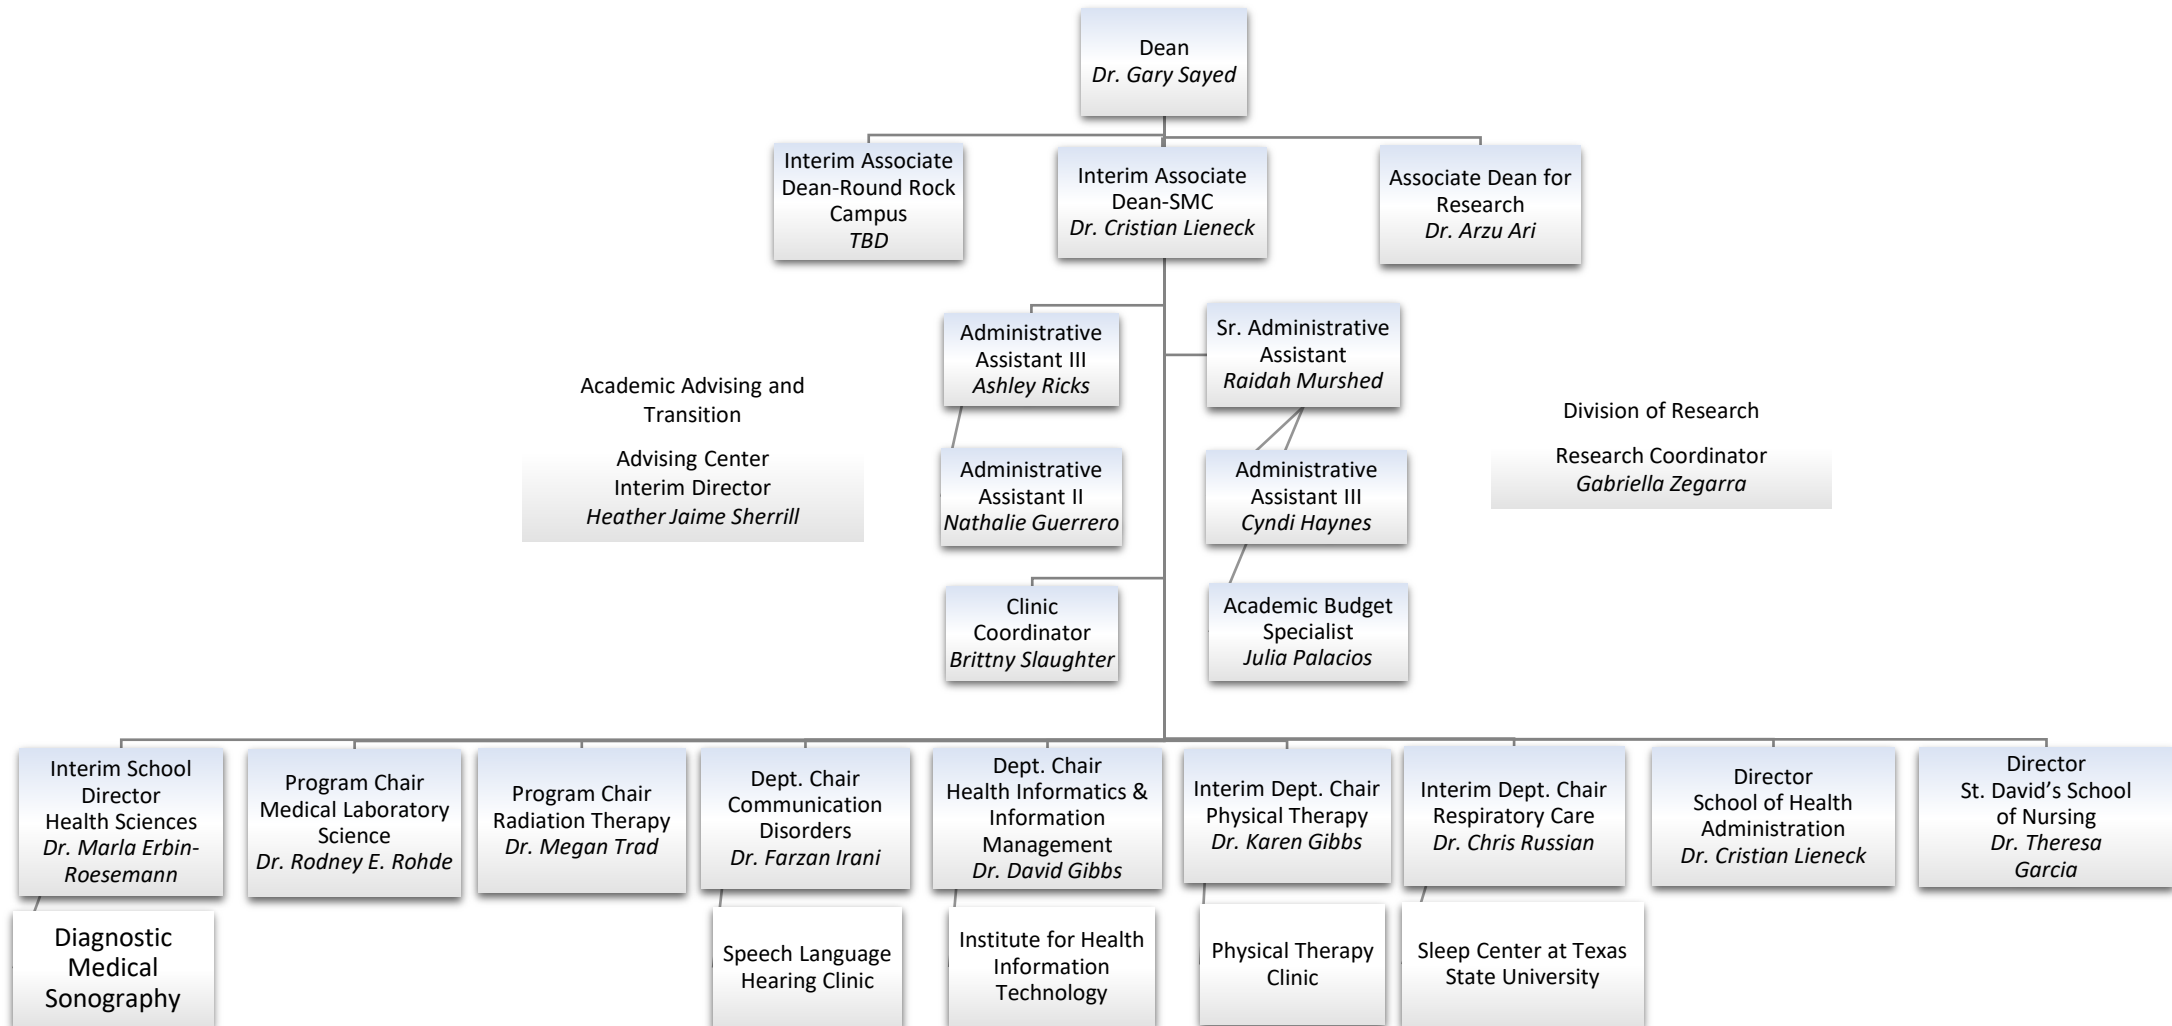 Dean
Dr. Gary Sayed
Interim Associate
Dean-Round Rock
Campus
TBD
Interim Associate
Dean-SMC
Dr. Cristian Lieneck
Associate Dean for
Research
Dr. Arzu Ari
Administrative
Assistant III
Ashley Ricks
Sr. Administrative
Assistant
Raidah Murshed
Academic Advising and
Transition
Advising Center
Interim Director
Heather Jaime Sherrill
Division of Research
Research Coordinator
Gabriella Zegarra
Administrative
Assistant II
Nathalie Guerrero
Administrative
Assistant III
Cyndi Haynes
Clinic
Coordinator
Brittny Slaughter
Academic Budget
Specialist
Julia Palacios
Interim School
Director
Health Sciences
Dr. Marla Erbin-
Roesemann
Program Chair
Medical Laboratory
Science
Dr. Rodney E. Rohde
Program Chair
Radiation Therapy
Dr. Megan Trad
Dept. Chair
Communication
Disorders
Dr. Farzan Irani
Dept. Chair
Health Informatics &
Information
Management
Dr. David Gibbs
Interim Dept. Chair
Physical Therapy
Dr. Karen Gibbs
Interim Dept. Chair
Respiratory Care
Dr. Chris Russian
Director
School of Health
Administration
Dr. Cristian Lieneck
Director
St. David’s School
of Nursing
Dr. Theresa
Garcia
Diagnostic
Medical
Sonography
Speech Language
Hearing Clinic
Institute for Health
Information
Technology
Physical Therapy
Clinic
Sleep Center at Texas
State University